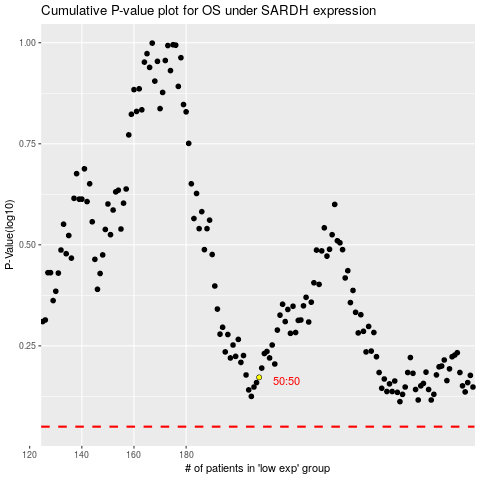 Cumulative P-value plot for OS under SARDH expression
P-Value(log10)
1.00
0.75
0.50
0.25
50:50
120 140 160 180
# of patients in 'low exp' group